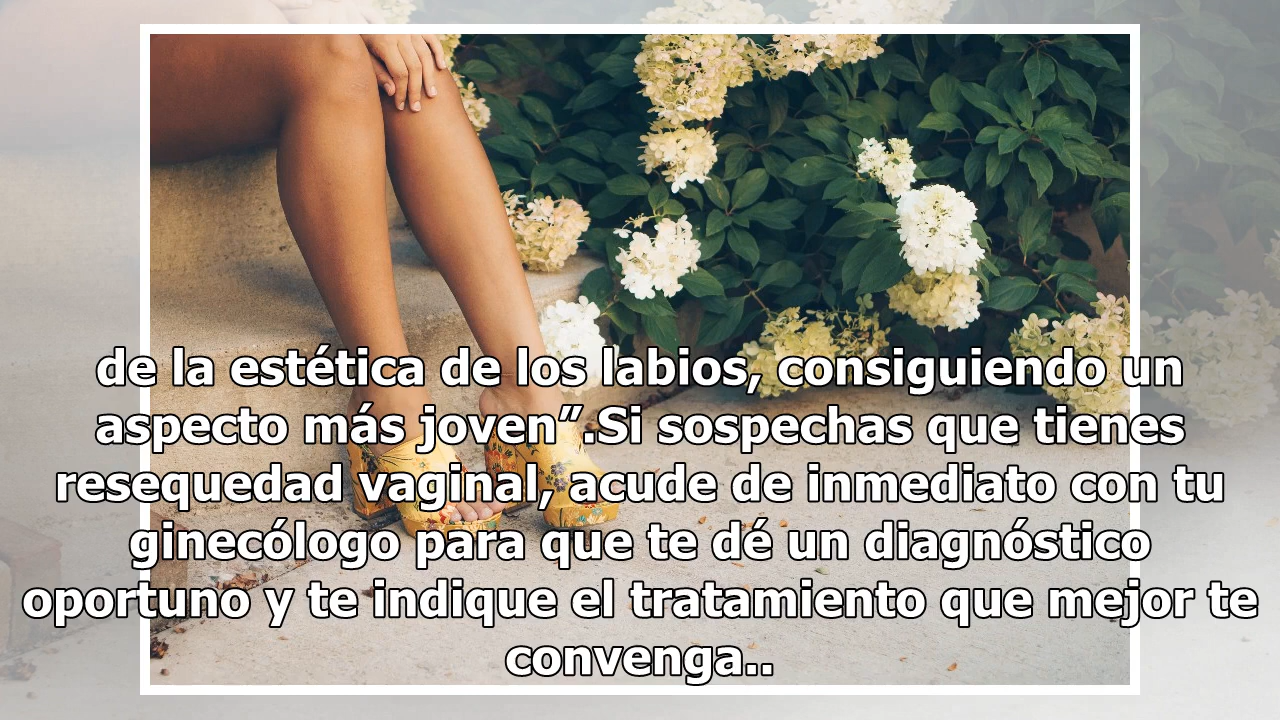 de la estética de los labios, consiguiendo un
aspecto más joven”.Si sospechas que tienes
resequedad vaginal, acude de inmediato con tu
ginecólogo para que te dé un diagnóstico
oportuno y te indique el tratamiento que mejor te
convenga..